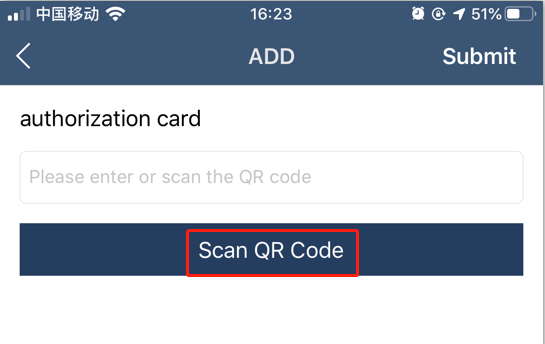 中国移动 16:23 51%
ADD Submit
authorization card
Please enter or scan the QR code
Scan QR Code